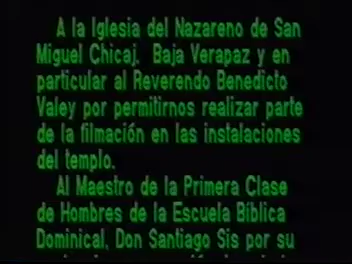 A la Iglesia del Nazareno de San
Miguel Chicaj, Baja Verapaz y en
particular al Reverendo Benedicto
Valey por permitirnos realizar parte
de la filmación en las instalaciones
del templo.
Al Maestro de la Primera Clase
de Hombres de la Escuela Bíblica
Dominical, Don Santiago Sis por su